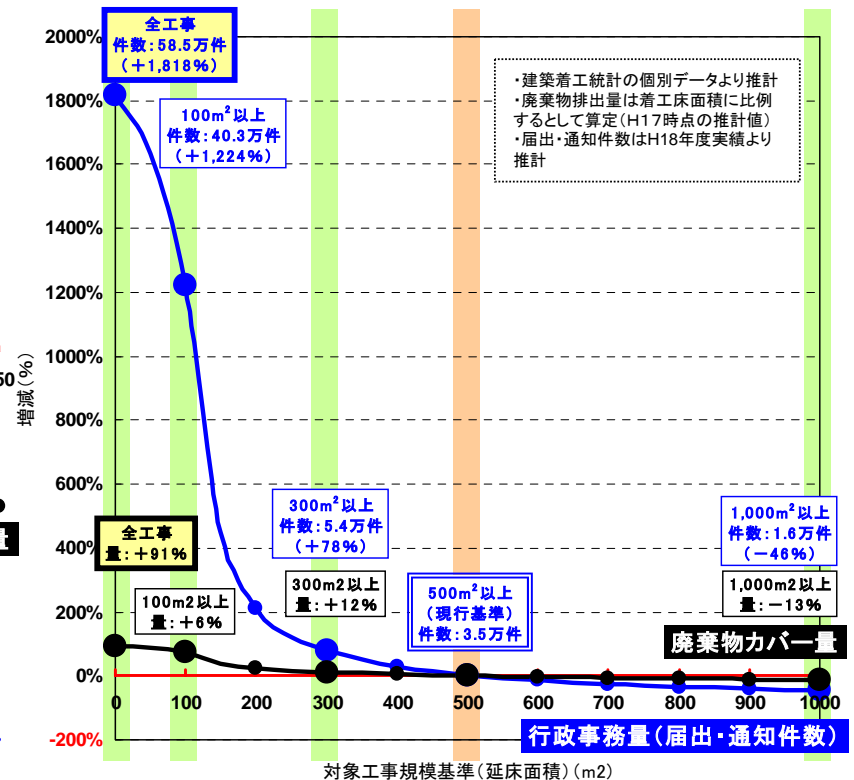 2000%
1800%
1600%
1400%
1200%
1000%
800%
600%
400%
200%
0%
-200%
増減(%)
50
量
全工事
件数:58.5万件
(+1,818%)
100m²以上
件数:40.3万件
(+1,224%)
・建築着工統計の個別データより推計
・廃棄物排出量は着工床面積に比例
するとして算定(H17時点の推計値)
・届出・通知件数はH18年度実績より
推計
全工事
量:+91%
100m2以上
量:+6%
300m²以上
件数:5.4万件
(+78%)
300m2以上
量:+12%
500m²以上
(現行基準)
件数:3.5万件
1,000m²以上
件数:1.6万件
(-46%)
1,000m2以上
量:-13%
廃棄物カバー量
0 100 200 300 400 500 600 700 800 900 1000
行政事務量(届出・通知件数)
対象工事規模基準(延床面積)(m2)